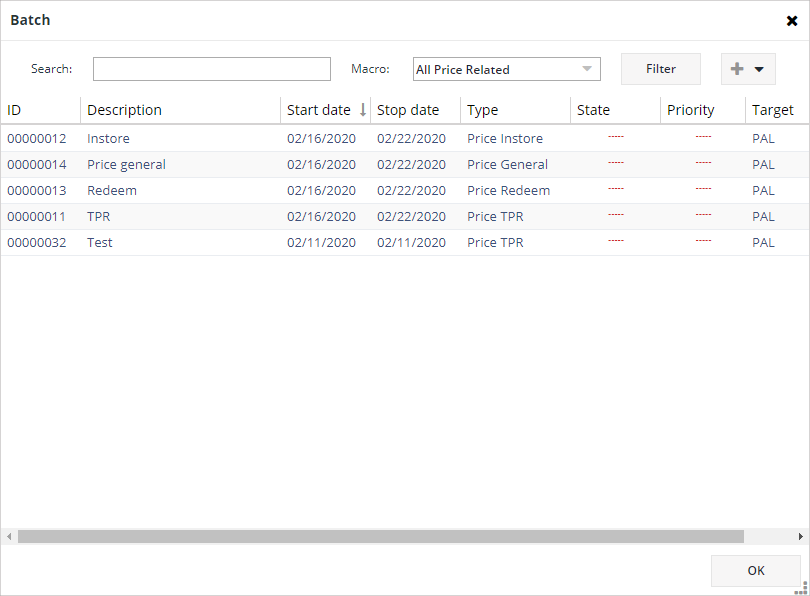 Batch
Search: Macro: All Price Related Filter
ID Description Start date Stop date Type State Priority Target
00000012 Instore 02/16/2020 02/22/2020 Price Instore ----- ----- PAL
00000014 Price general 02/16/2020 02/22/2020 Price General ----- ----- PAL
00000013 Redeem 02/16/2020 02/22/2020 Price Redeem ----- ----- PAL
00000011 TPR 02/16/2020 02/22/2020 Price TPR ----- ----- PAL
00000032 Test 02/11/2020 02/11/2020 Price TPR ----- ----- PAL
OK